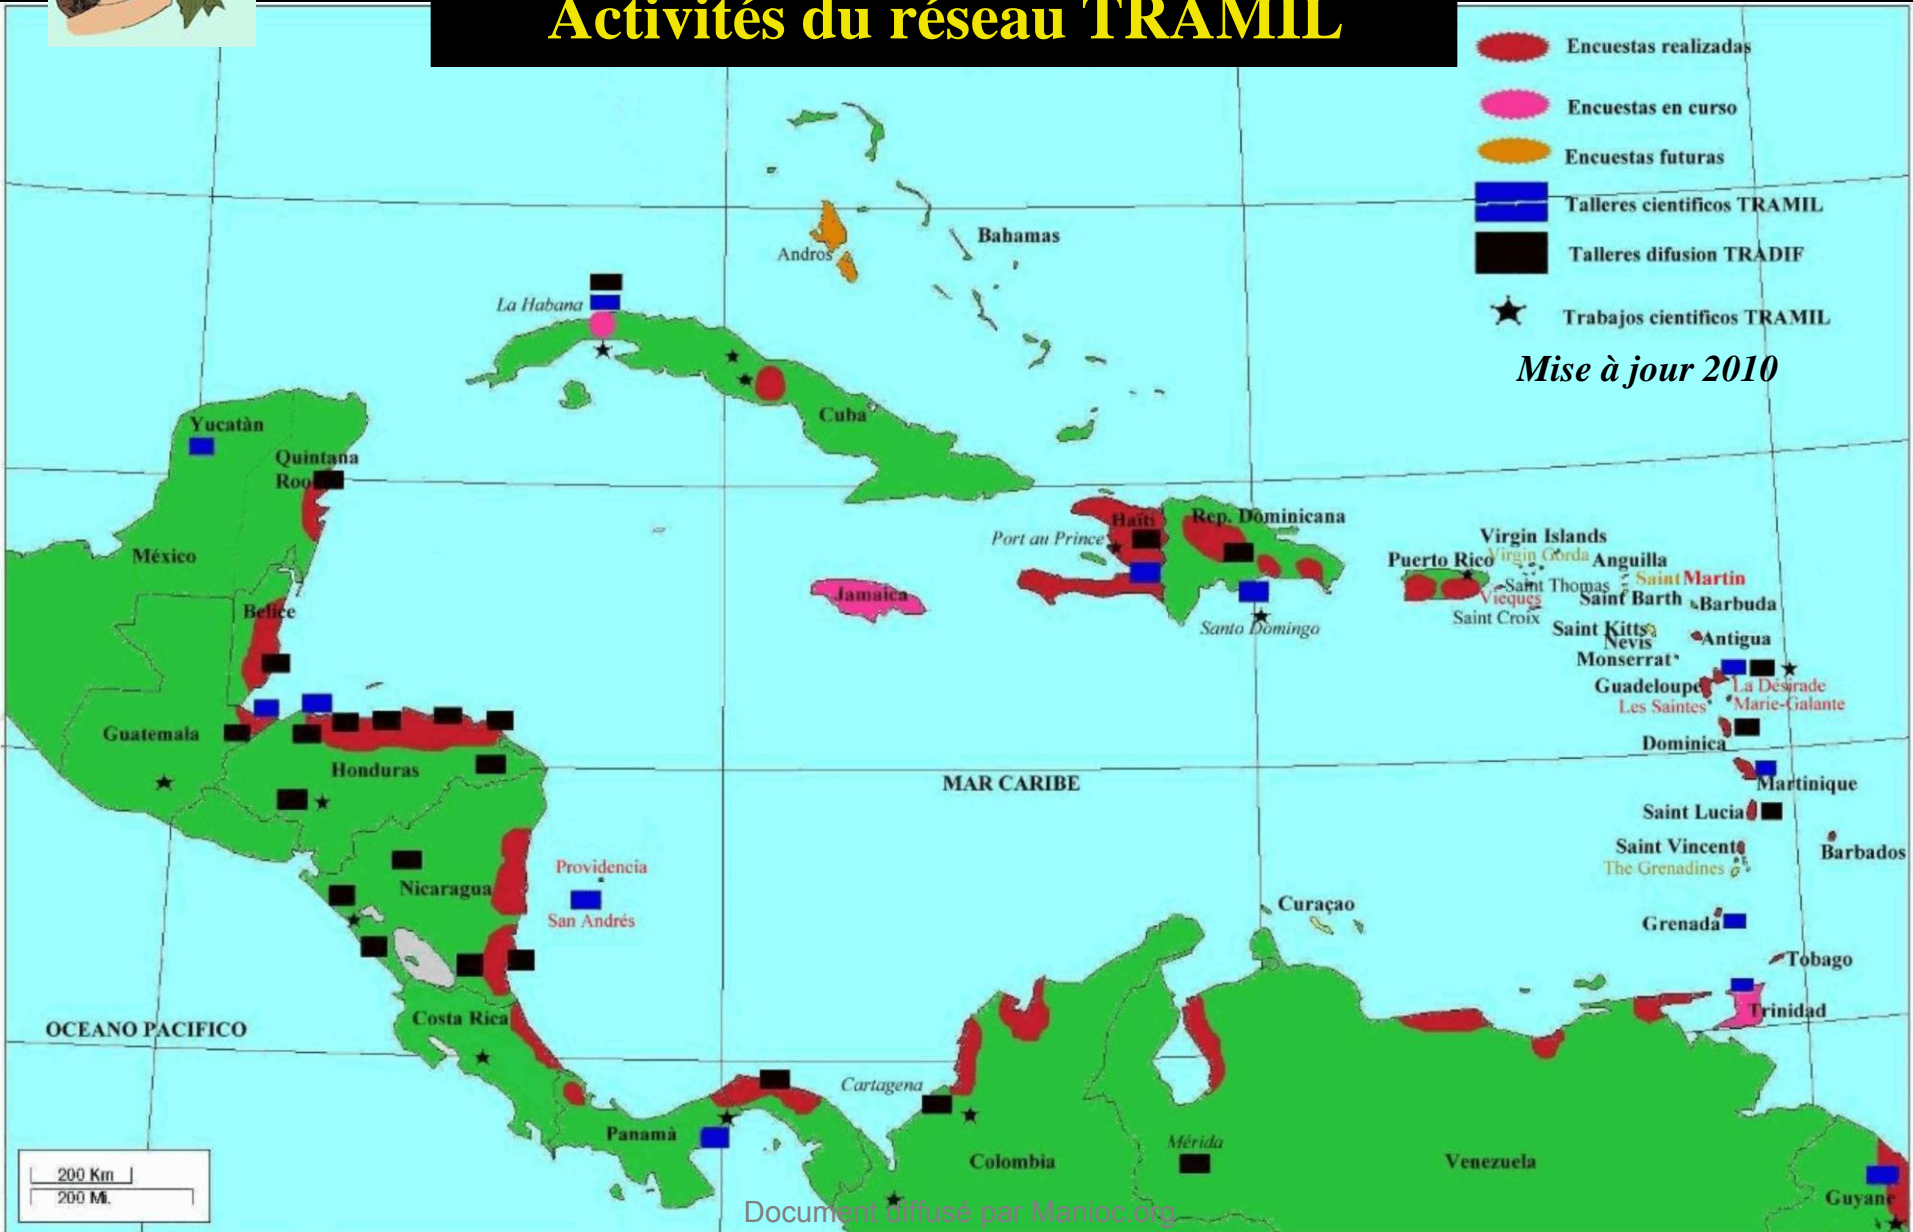 Activités du réseau TRAMIL
Encuestas realizadas
Encuestas en curso
Encuestas futuras
Talleres cientificos TRAMIL
Talleres difusion TRADIF
Trabajos cientificos TRAMIL
Mise à jour 2010
Bahamas
Andros
La Habana
Cuba
Yucatàn
Quintana
Roo
México
Belice
Guatemala
Honduras
Nicaragua
Providencia
San Andrés
Costa Rica
OCEANO PACIFICO
Panamà
MAR CARIBE
Jamaica
Port au Prince
Haïti
Rep. Dominicana
Santo Domingo
Puerto Rico
Vieques
Virgin Islands
Virgin Gorda
Anguilla
Saint Martin
Saint Thomas
Saint Barth
Barbuda
Saint Croix
Saint Kitts
Nevis
Antigua
Monserrat
Guadeloupe
La Désirade
Les Saintes
Marie-Galante
Dominica
Martinique
Saint Lucia
Saint Vincent
The Grenadines
Barbados
Grenada
Tobago
Trinidad
Curaçao
Cartagena
Colombia
Mérida
Venezuela
Guyane
200 Km
200 Mi.
Document diffusé par Manioc.org